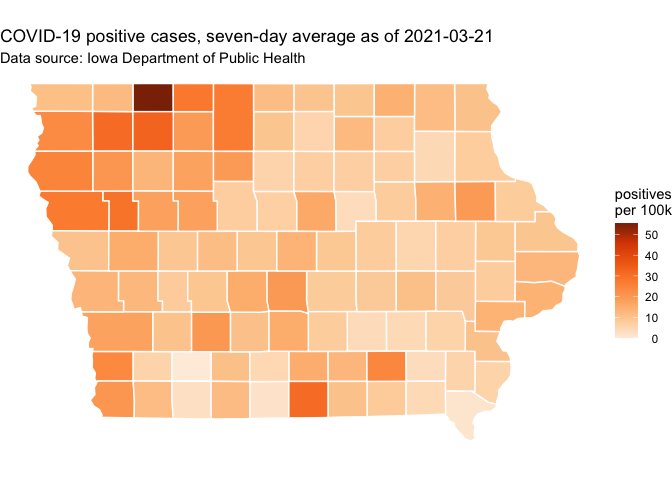 COVID-19 positive cases, seven-day average as of 2021-03-21
Data source: Iowa Department of Public Health
positives
per 100k
50
40
30
20
10
0